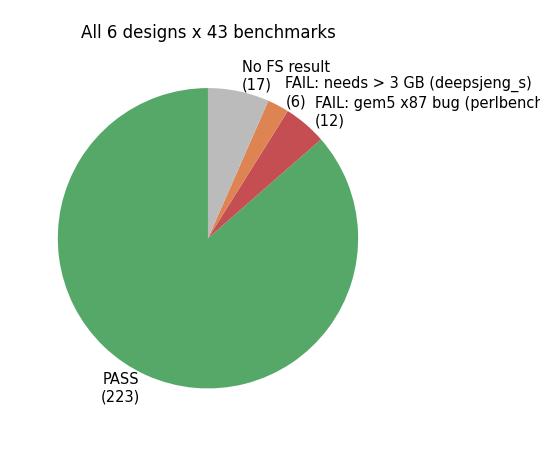 All 6 designs x 43 benchmarks
No FS result
(17)
FAIL: needs > 3 GB (deepsjeng_s)
(6)
FAIL: gem5 x87 bug (perlbench
(12)
PASS
(223)